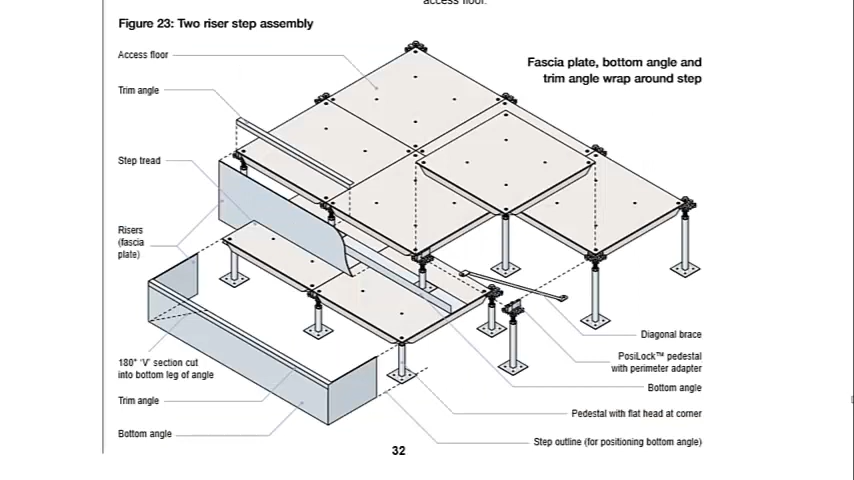 access floor.
Figure 23: Two riser step assembly
Access floor
Fascia plate, bottom angle and
trim angle wrap around step
Trim angle
Step tread
Risers
(fascia
plate)
Diagonal brace
PosiLock™ pedestal
with perimeter adapter
180° 'V' section cut
into bottom leg of angle
Bottom angle
Trim angle
Pedestal with flat head at corner
Bottom angle
Step outline (for positioning bottom angle)
32